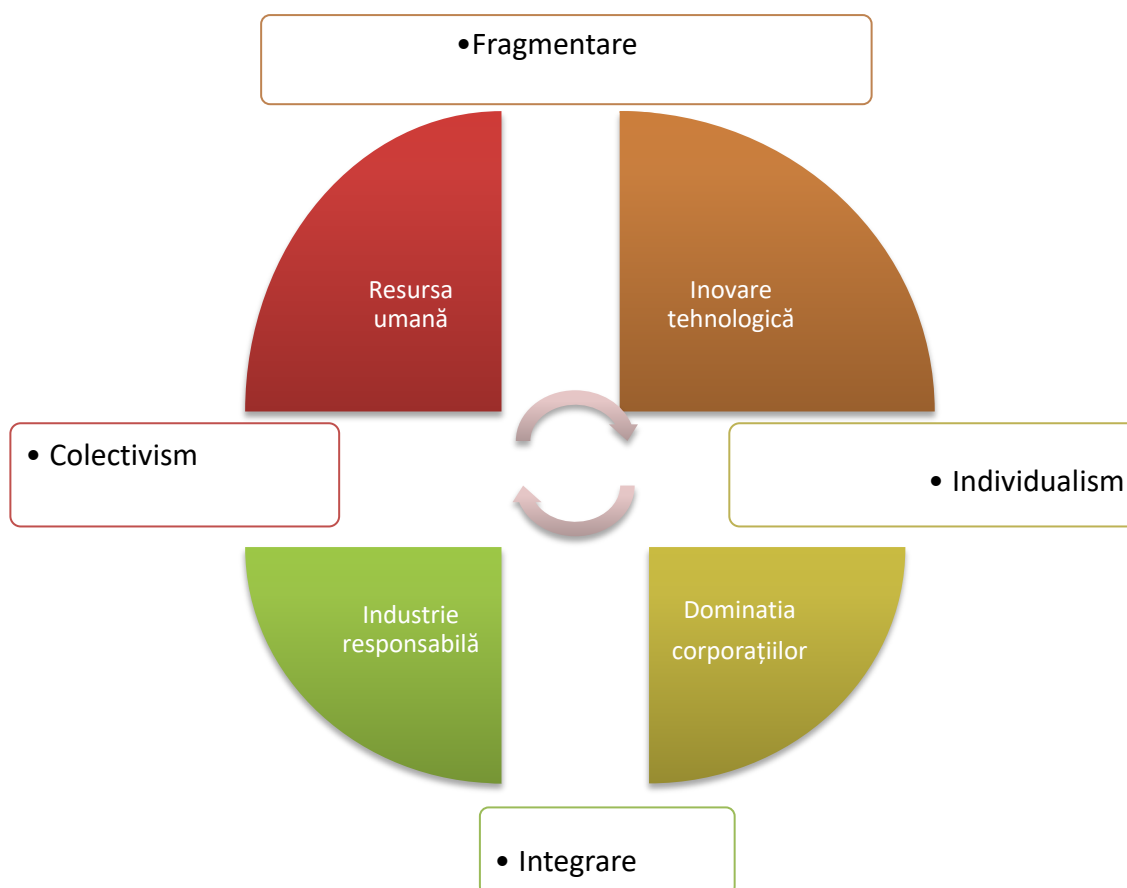 •Fragmentare
Resursa
umană
Inovare
tehnologică
• Colectivism
• Individualism
Industrie
responsabilă
Dominatia
corporațiilor
• Integrare